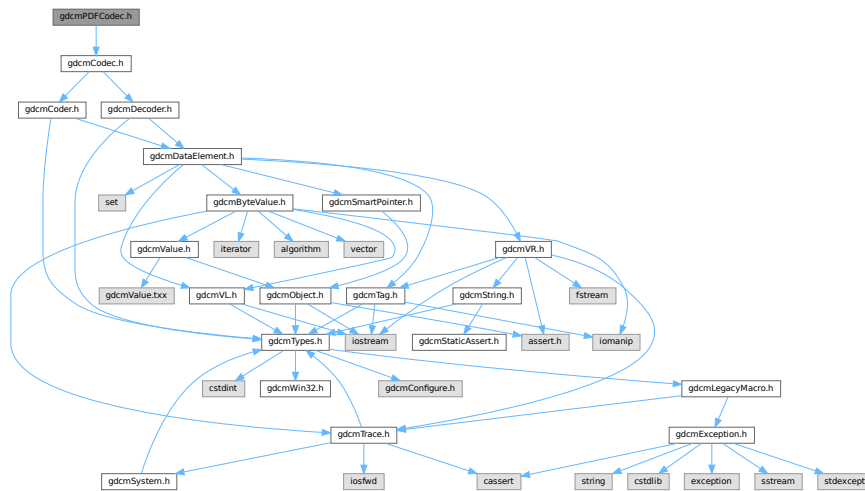 gdcmPDFCodec.h
gdcmCodec.h
gdcmCoder.h
gdcmDecoder.h
gdcmDataElement.h
set
gdcmByteValue.h
gdcmSmartPointer.h
gdcmValue.h
iterator
algorithm
vector
gdcmVR.h
gdcmValue.txx
gdcmVL.h
gdcmObject.h
gdcmTag.h
gdcmString.h
fstream
gdcmTypes.h
iostream
gdcmStaticAssert.h
assert.h
iomanip
cstdint
gdcmWin32.h
gdcmConfigure.h
gdcmLegacyMacro.h
gdcmTrace.h
gdcmException.h
gdcmSystem.h
iosfwd
cassert
string
cstdlib
exception
sstream
stdexcep